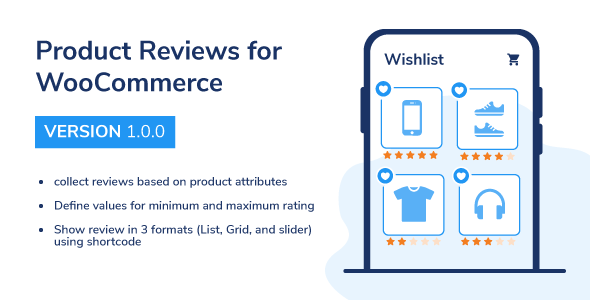 Product Reviews for
WooCommerce
VERSION 1.0.0
• collect reviews based on product attributes
• Define values for minimum and maximum rating
• Show review in 3 formats (List, Grid, and slider)
using shortcode
Wishlist